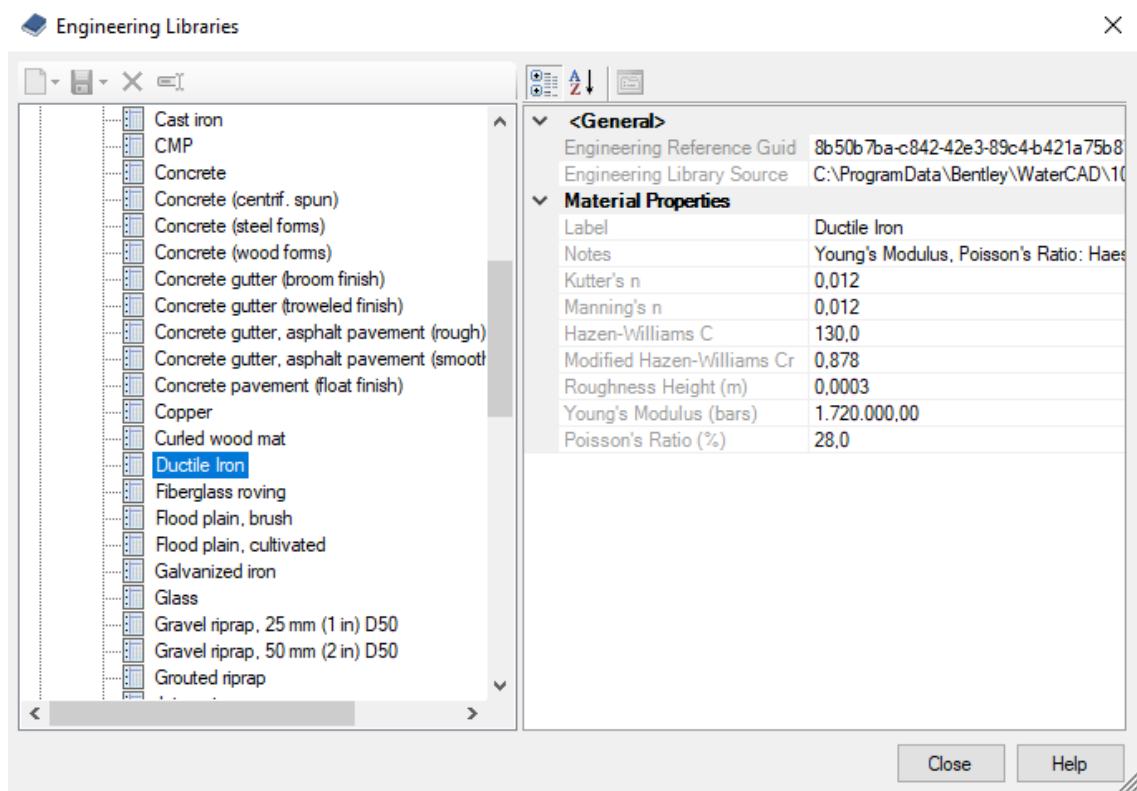 Engineering Libraries
Cast iron
CMP
Concrete
Concrete (centrif. spun)
Concrete (steel forms)
Concrete (wood forms)
Concrete gutter (broom finish)
Concrete gutter (troweled finish)
Concrete gutter, asphalt pavement (rough)
Concrete gutter, asphalt pavement (smooth
Concrete pavement (float finish)
Copper
Curled wood mat
Ductile Iron
Fiberglass roving
Flood plain, brush
Flood plain, cultivated
Galvanized iron
Glass
Gravel riprap, 25 mm (1 in) D50
Gravel riprap, 50 mm (2 in) D50
Grouted riprap
<General>
Engineering Reference Guid 8b50b7ba-c842-42e3-89c4-b421a75b8
Engineering Library Source C:\ProgramData\Bentley\WaterCAD\10
Material Properties
Label Ductile Iron
Notes Young's Modulus, Poisson's Ratio: Haes
Kutter's n 0,012
Manning's n 0,012
Hazen-Williams C 130,0
Modified Hazen-Williams Cr 0,878
Roughness Height (m) 0,0003
Young's Modulus (bars) 1.720.000,00
Poisson's Ratio (%) 28,0
Close Help